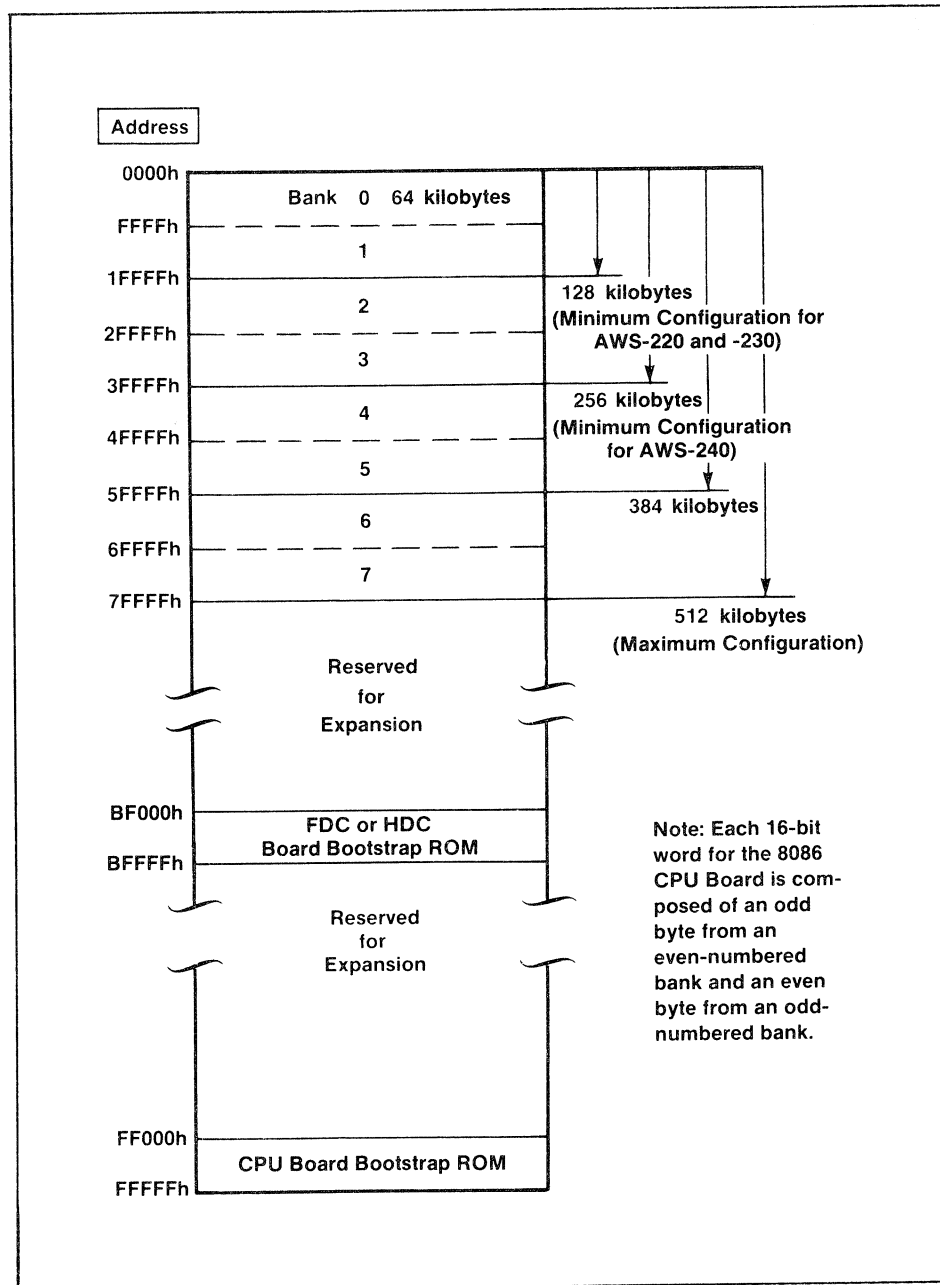 Address
0000h
Bank 0 64 kilobytes
FFFFh
1
1FFFFh
128 kilobytes
(Minimum Configuration for
AWS-220 and -230)
2
2FFFFh
3
3FFFFh
256 kilobytes
(Minimum Configuration
for AWS-240)
4
4FFFFh
5
5FFFFh
384 kilobytes
6
6FFFFh
7
7FFFFh
512 kilobytes
(Maximum Configuration)
Reserved
for
Expansion
BF000h
FDC or HDC
Board Bootstrap ROM
BFFFFh
Reserved
for
Expansion
Note: Each 16-bit
word for the 8086
CPU Board is com-
posed of an odd
byte from an
even-numbered
bank and an even
byte from an odd-
numbered bank.
FF000h
CPU Board Bootstrap ROM
FFFFFh